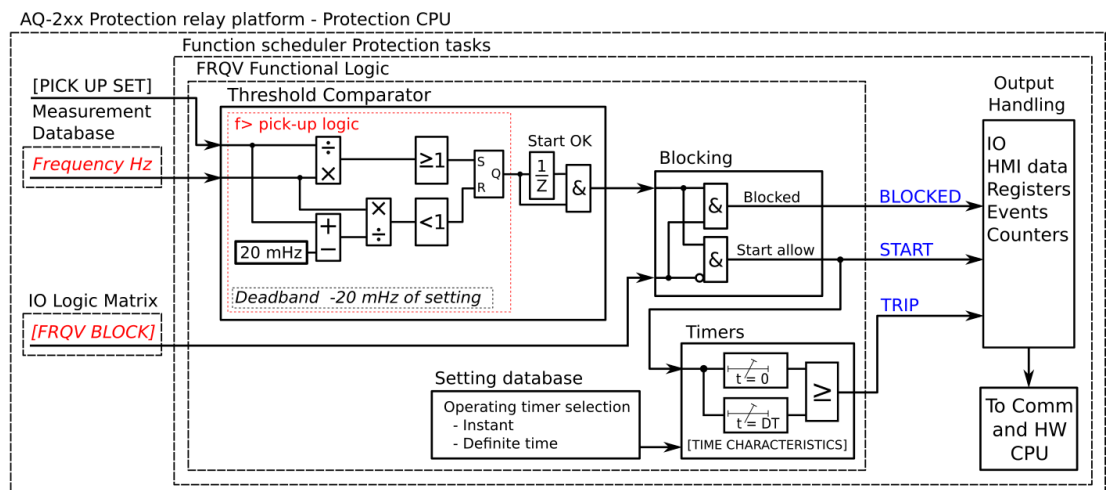 AQ-2xx Protection relay platform - Protection CPU
Function scheduler Protection tasks
FRQV Functional Logic
[PICK UP SET]
Measurement
Database
Frequency Hz
IO Logic Matrix
[FRQV BLOCK]
Threshold Comparator
f> pick-up logic
÷
×
≥1
S
Q
R
+
−
×
÷
<1
20 mHz
Deadband -20 mHz of setting
Start OK
1
Z
&
Blocking
&
Blocked
&
Start allow
BLOCKED
START
TRIP
Timers
t = 0
t = DT
≥
[TIME CHARACTERISTICS]
Setting database
Operating timer selection
- Instant
- Definite time
Output
Handling
IO
HMI data
Registers
Events
Counters
To Comm
and HW
CPU